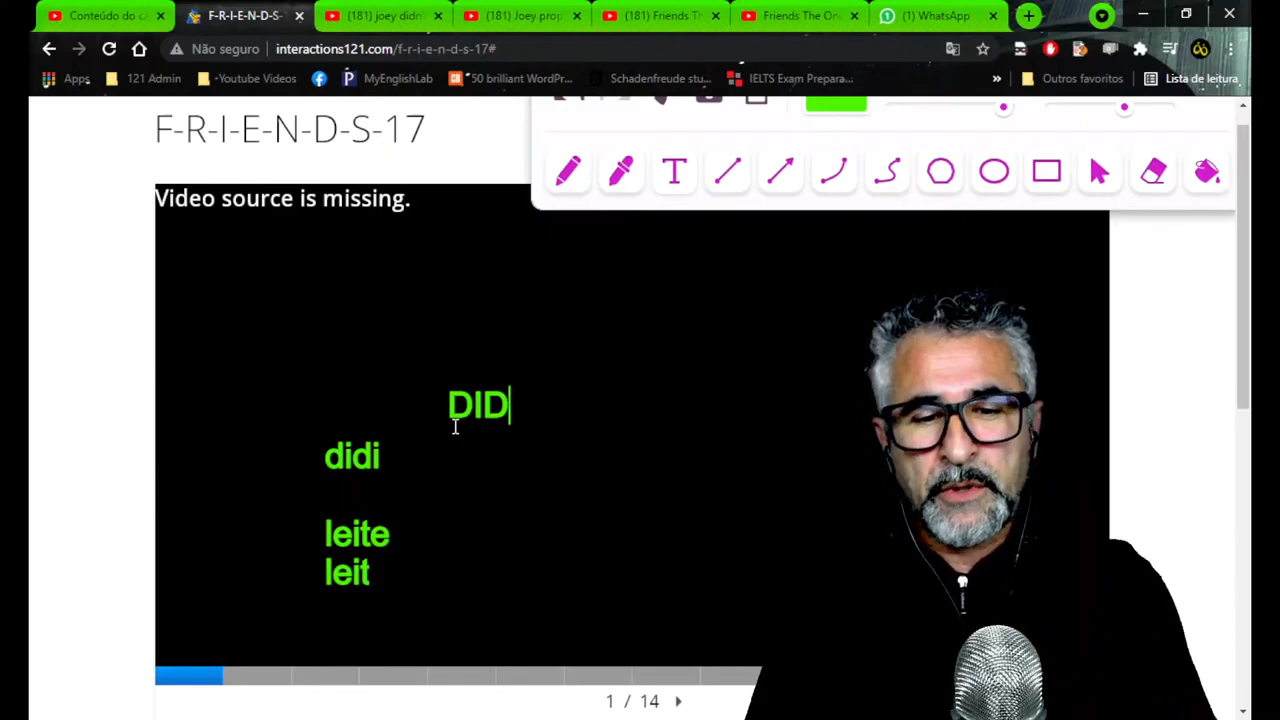 Conteúdo do c
F-R-I-E-N-D-S-
(181) joey didn'
(181) Joey prop
(181) Friends Th
Friends The On
(1) WhatsApp
Não seguro
interactions121.com/f-r-i-e-n-d-s-17#
Apps
121 Admin
-Youtube Videos
MyEnglishLab
50 brilliant WordPr...
Schadenfreude stu...
IELTS Exam Prepara...
»
Outros favoritos
Lista de leitura
F-R-I-E-N-D-S-17
T
Video source is missing.
DID
didi
leite
leit
1 / 14